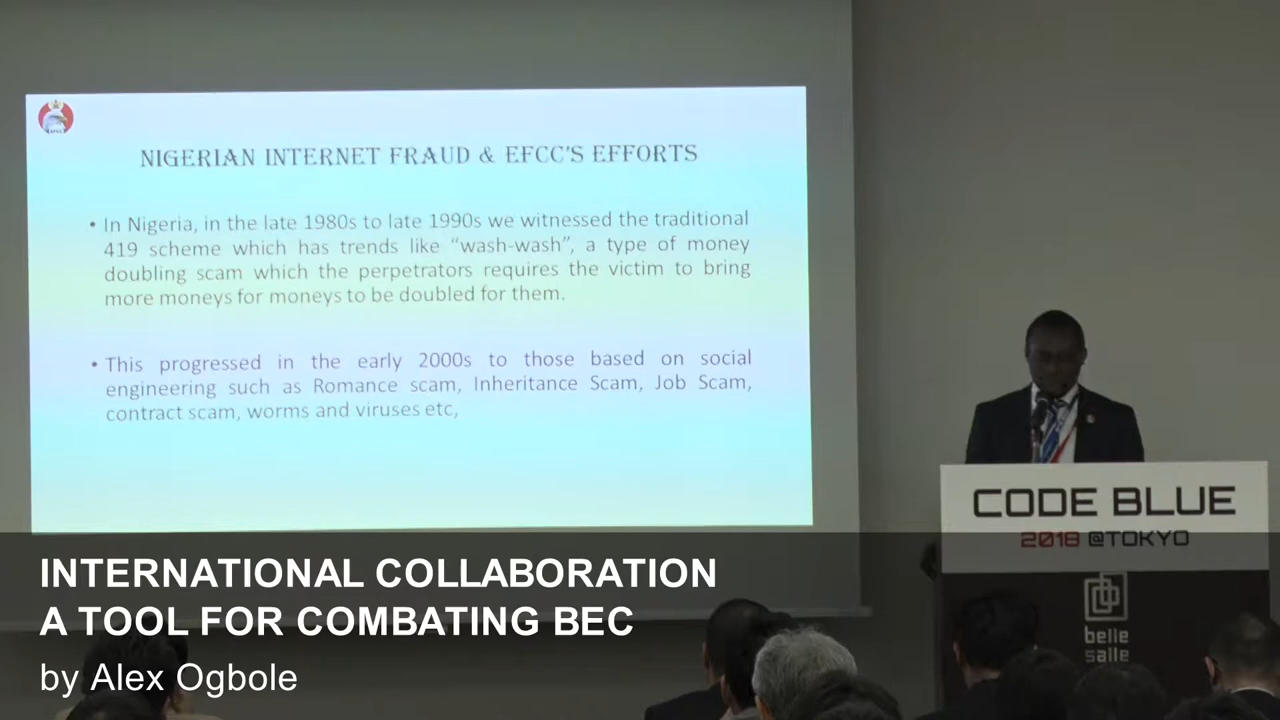 NIGERIAN INTERNET FRAUD & EFCC'S EFFORTS
• In Nigeria, in the late 1980s to late 1990s we witnessed the traditional
419 scheme which has trends like “wash-wash”, a type of money
doubling scam which the perpetrators requires the victim to bring
more moneys for moneys to be doubled for them.
• This progressed in the early 2000s to those based on social
engineering such as Romance scam, Inheritance Scam, Job Scam,
contract scam, worms and viruses etc,
CODE BLUE
2018 @TOKYO
belle
salle
INTERNATIONAL COLLABORATION
A TOOL FOR COMBATING BEC
by Alex Ogbole